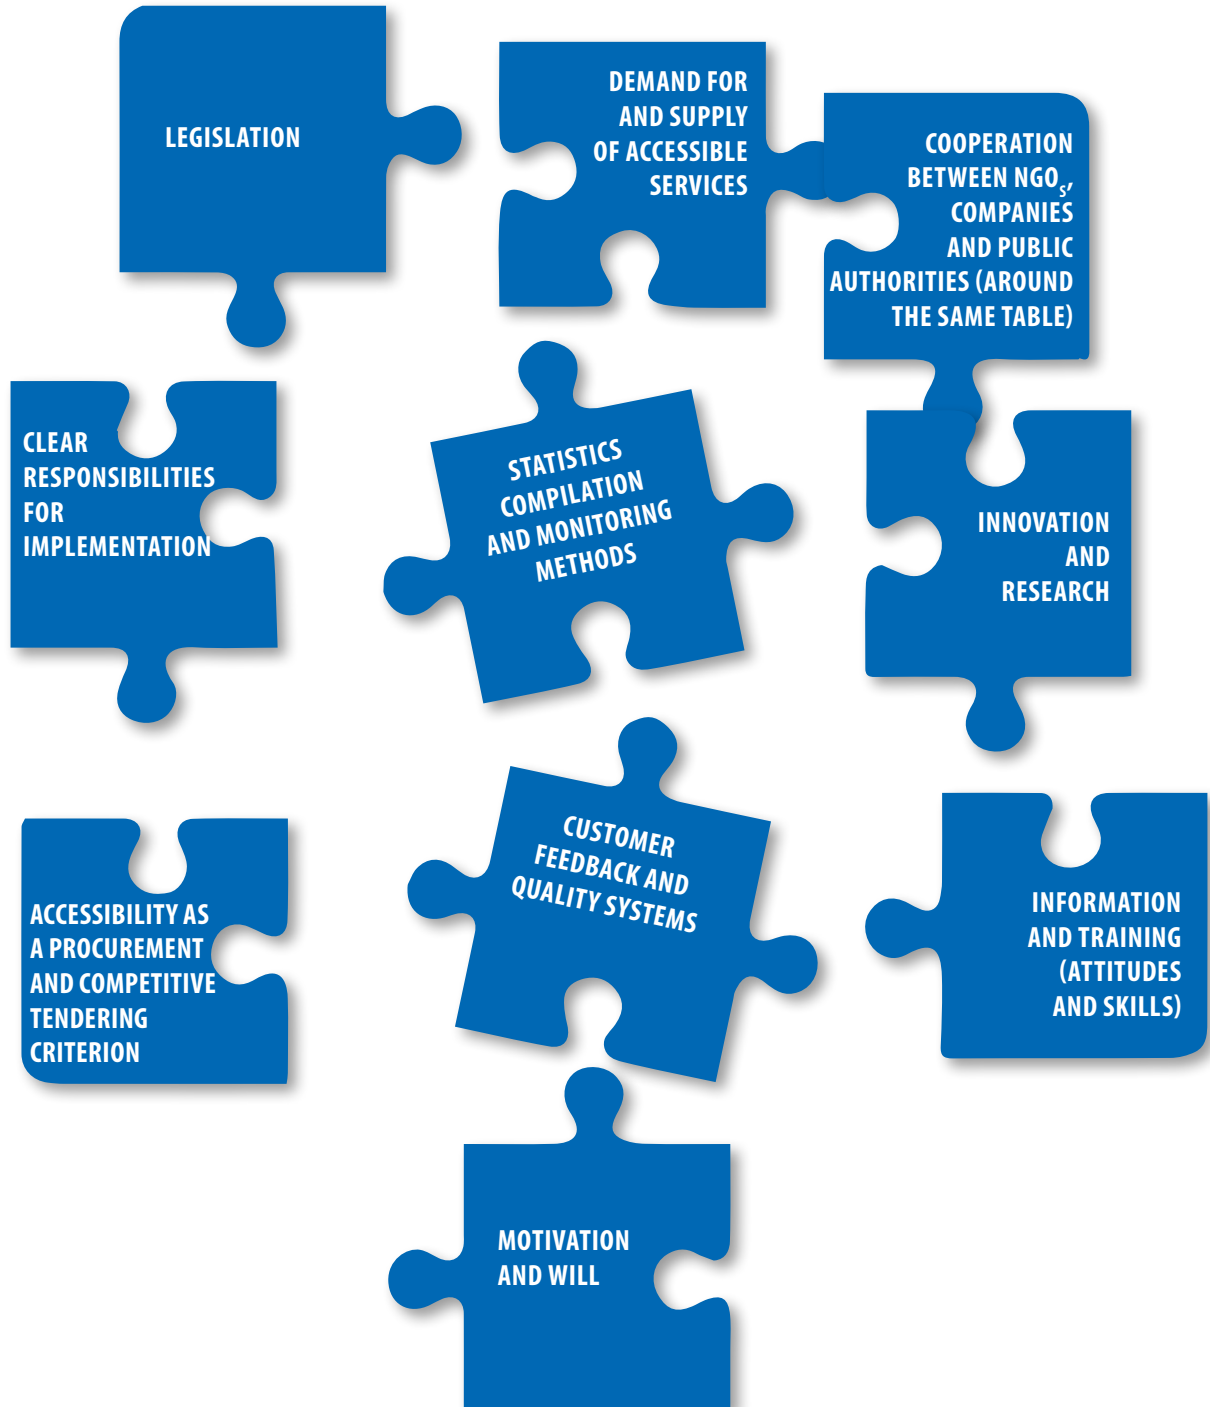 LEGISLATION
DEMAND FOR
AND SUPPLY
OF ACCESSIBLE
SERVICES
COOPERATION
BETWEEN NGOs,
COMPANIES
AND PUBLIC
AUTHORITIES (AROUND
THE SAME TABLE)
CLEAR
RESPONSIBILITIES
FOR
IMPLEMENTATION
STATISTICS
COMPILATION
AND MONITORING
METHODS
INNOVATION
AND
RESEARCH
ACCESSIBILITY AS
A PROCUREMENT
AND COMPETITIVE
TENDERING
CRITERION
CUSTOMER
FEEDBACK AND
QUALITY SYSTEMS
INFORMATION
AND TRAINING
(ATTITUDES
AND SKILLS)
MOTIVATION
AND WILL